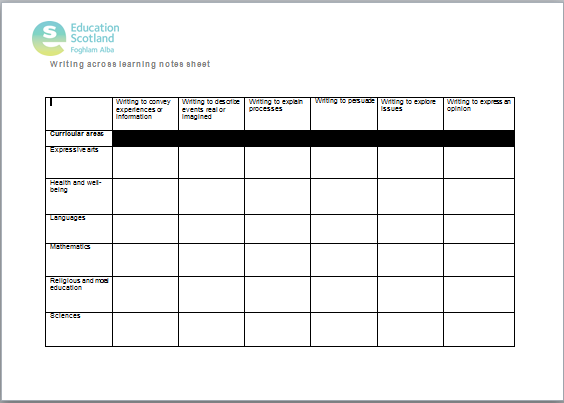 Education
Scotland
Foghlam Alba
Writing across learning notes sheet
Writing to convey
experiences or
information
Writing to describe
events real or
imagined
Writing to explain
processes
Writing to persuade
Writing to explore
issues
Writing to express an
opinion
Curricular areas
Expressive arts
Health and well-
being
Languages
Mathematics
Religious and moral
education
Sciences